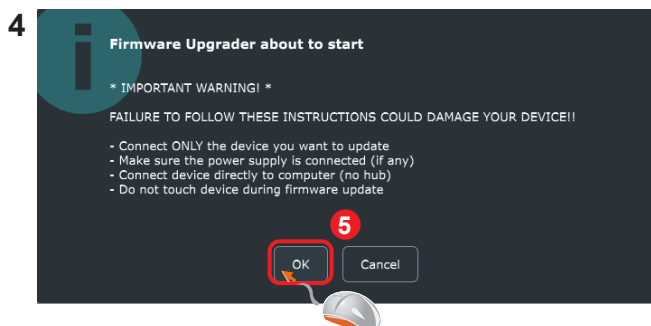 4
Firmware Upgrader about to start
* IMPORTANT WARNING! *
FAILURE TO FOLLOW THESE INSTRUCTIONS COULD DAMAGE YOUR DEVICE!!
- Connect ONLY the device you want to update
- Make sure the power supply is connected (if any)
- Connect device directly to computer (no hub)
- Do not touch device during firmware update
5
OK Cancel